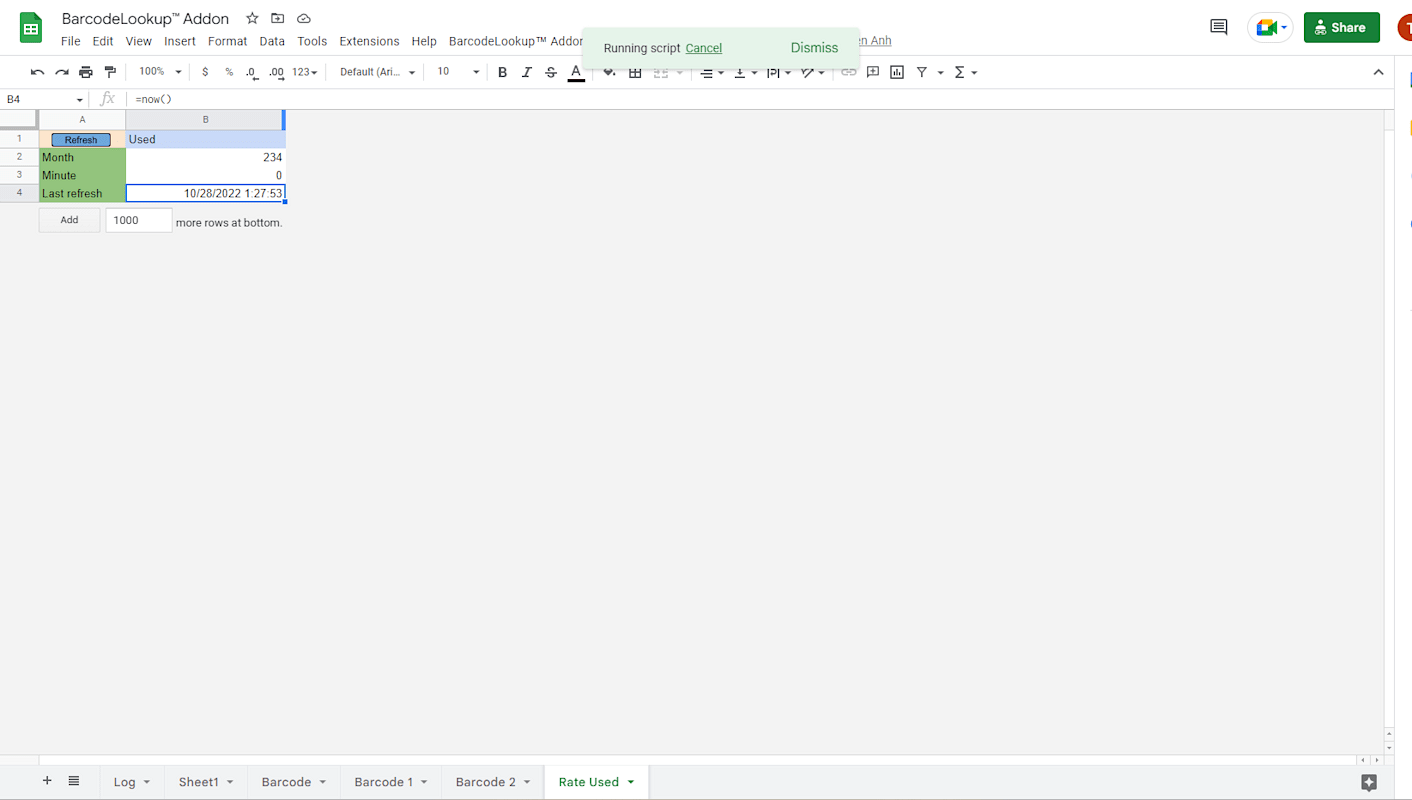 BarcodeLookup™ Addon
File Edit View Insert Format Data Tools Extensions Help BarcodeLookup™ Addon
Running script Cancel Dismiss
en Anh
Share
100% $ % .0 .00 123 Default (Ari... 10 B I S A
B4 fx =now()
A B
1 Refresh Used
2 Month 234
3 Minute 0
4 Last refresh 10/28/2022 1:27:53
Add 1000 more rows at bottom.
Log Sheet1 Barcode Barcode 1 Barcode 2 Rate Used